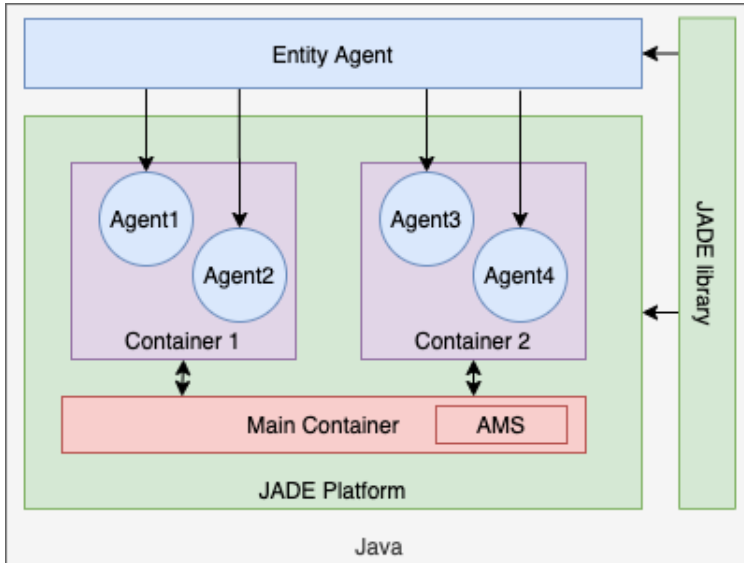 Entity Agent
Agent1
Agent2
Container 1
Agent3
Agent4
Container 2
Main Container
AMS
JADE Platform
JADE library
Java